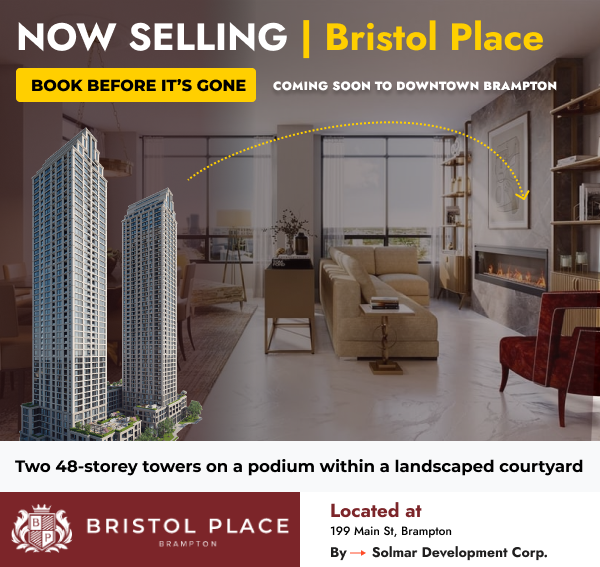 NOW SELLING | Bristol Place
BOOK BEFORE IT'S GONE
COMING SOON TO DOWNTOWN BRAMPTON
Two 48-storey towers on a podium within a landscaped courtyard
B
P
BRISTOL PLACE
BRAMPTON
Located at
199 Main St, Brampton
By → Solmar Development Corp.